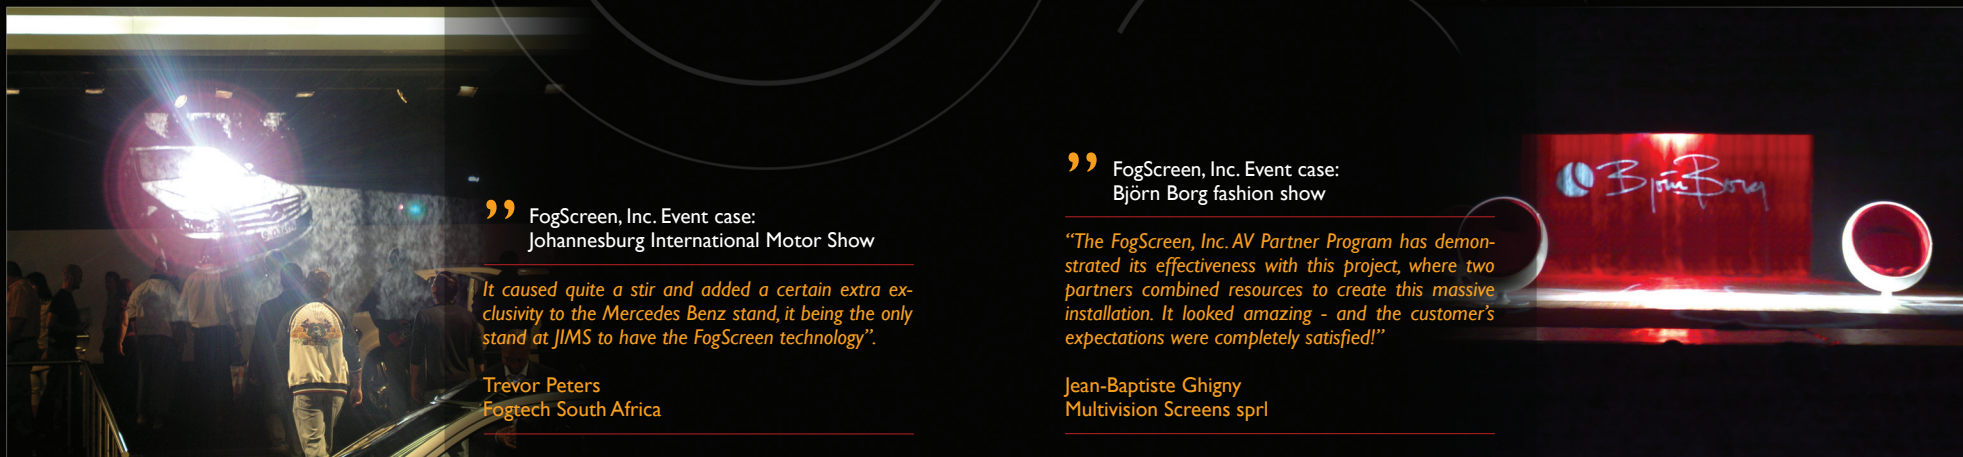 ” FogScreen, Inc. Event case:
Johannesburg International Motor Show
It caused quite a stir and added a certain extra ex-
clusivity to the Mercedes Benz stand, it being the only
stand at JIMS to have the FogScreen technology”.
Trevor Peters
Fogtech South Africa
” FogScreen, Inc. Event case:
Björn Borg fashion show
“The FogScreen, Inc. AV Partner Program has demon-
strated its effectiveness with this project, where two
partners combined resources to create this massive
installation. It looked amazing - and the customer’s
expectations were completely satisfied!”
Jean-Baptiste Ghigny
Multivision Screens sprl
Björn Borg